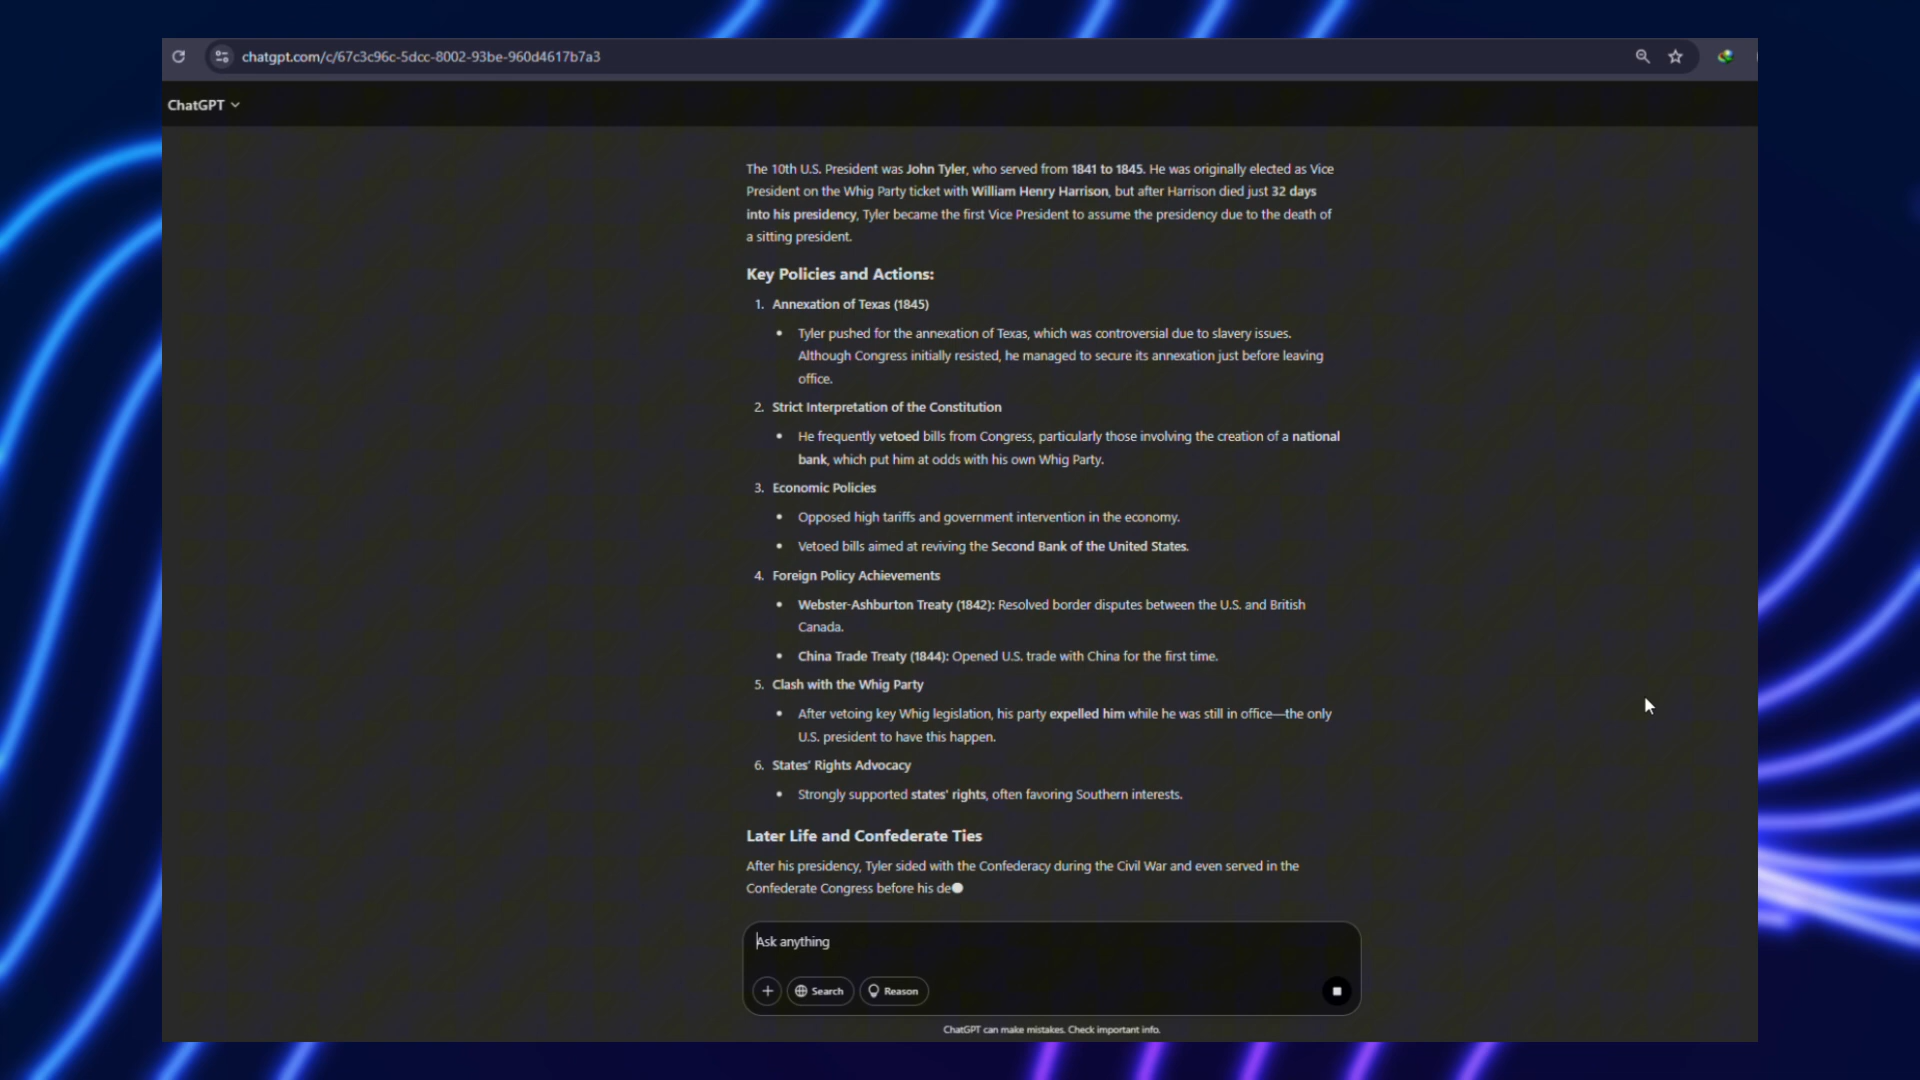 chatgpt.com/c/67c3c96c-5dcc-8002-93be-960d4617b7a3
ChatGPT
The 10th U.S. President was John Tyler, who served from 1841 to 1845. He was originally elected as Vice
President on the Whig Party ticket with William Henry Harrison, but after Harrison died just 32 days
into his presidency, Tyler became the first Vice President to assume the presidency due to the death of
a sitting president.
Key Policies and Actions:
1. Annexation of Texas (1845)
• Tyler pushed for the annexation of Texas, which was controversial due to slavery issues.
Although Congress initially resisted, he managed to secure its annexation just before leaving
office.
2. Strict Interpretation of the Constitution
• He frequently vetoed bills from Congress, particularly those involving the creation of a national
bank, which put him at odds with his own Whig Party.
3. Economic Policies
• Opposed high tariffs and government intervention in the economy.
• Vetoed bills aimed at reviving the Second Bank of the United States.
4. Foreign Policy Achievements
• Webster-Ashburton Treaty (1842): Resolved border disputes between the U.S. and British
Canada.
• China Trade Treaty (1844): Opened U.S. trade with China for the first time.
5. Clash with the Whig Party
• After vetoing key Whig legislation, his party expelled him while he was still in office—the only
U.S. president to have this happen.
6. States' Rights Advocacy
• Strongly supported states' rights, often favoring Southern interests.
Later Life and Confederate Ties
After his presidency, Tyler sided with the Confederacy during the Civil War and even served in the
Confederate Congress before his de
Ask anything
Search Reason
ChatGPT can make mistakes. Check important info.